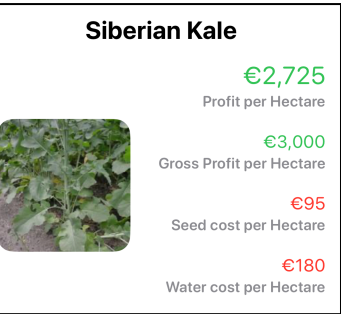 Siberian Kale
€2,725
Profit per Hectare
€3,000
Gross Profit per Hectare
€95
Seed cost per Hectare
€180
Water cost per Hectare